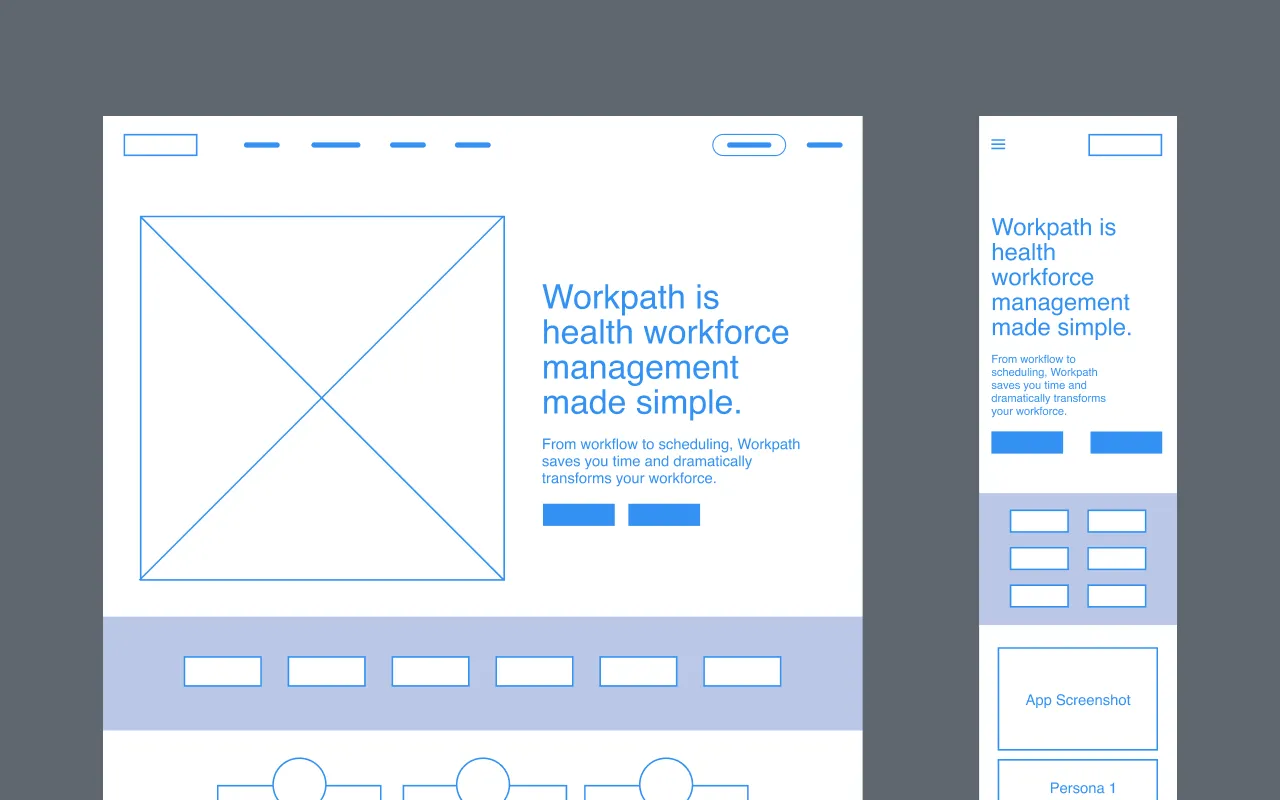 Workpath is
health workforce
management
made simple.
From workflow to scheduling, Workpath
saves you time and dramatically
transforms your workforce.
Workpath is
health
workforce
management
made simple.
From workflow to
scheduling, Workpath
saves you time and
dramatically transforms
your workforce.
App Screenshot
Persona 1